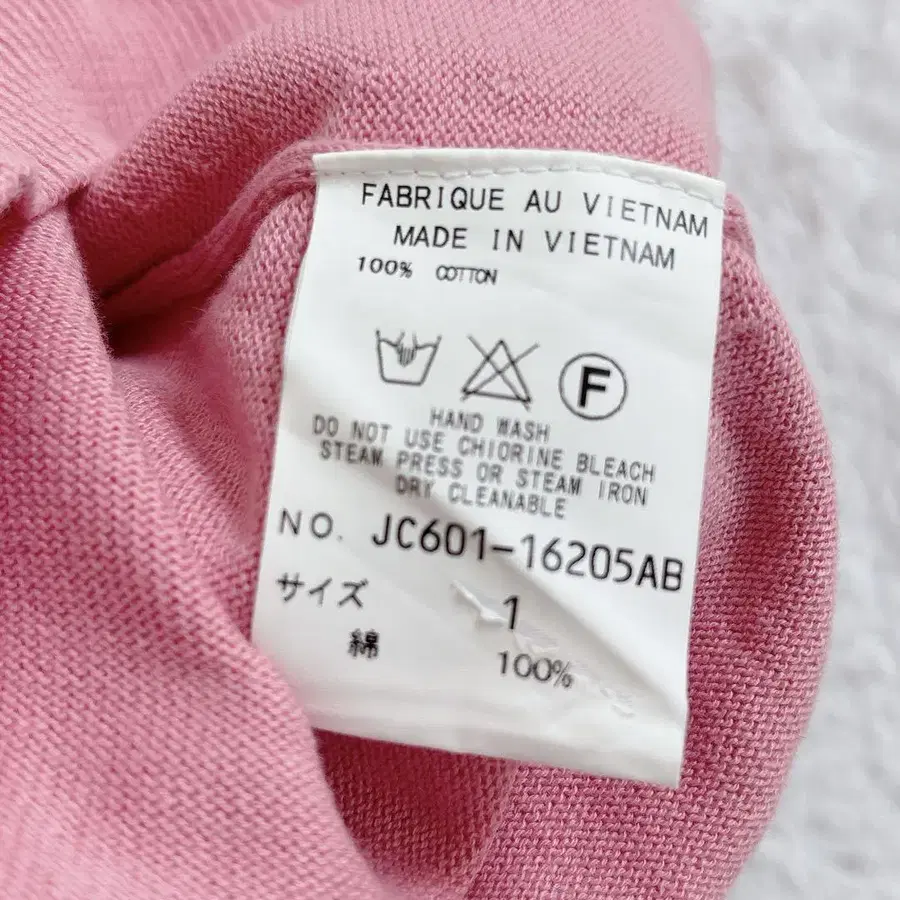 FABRIQUE AU VIETNAM
MADE IN VIETNAM
100% COTTON
F
HAND WASH
DO NOT USE CHIORINE BLEACH
STEAM PRESS OR STEAM IRON
DRY CLEANABLE
NO. JC601-16205AB
サイズ 1
綿 100%